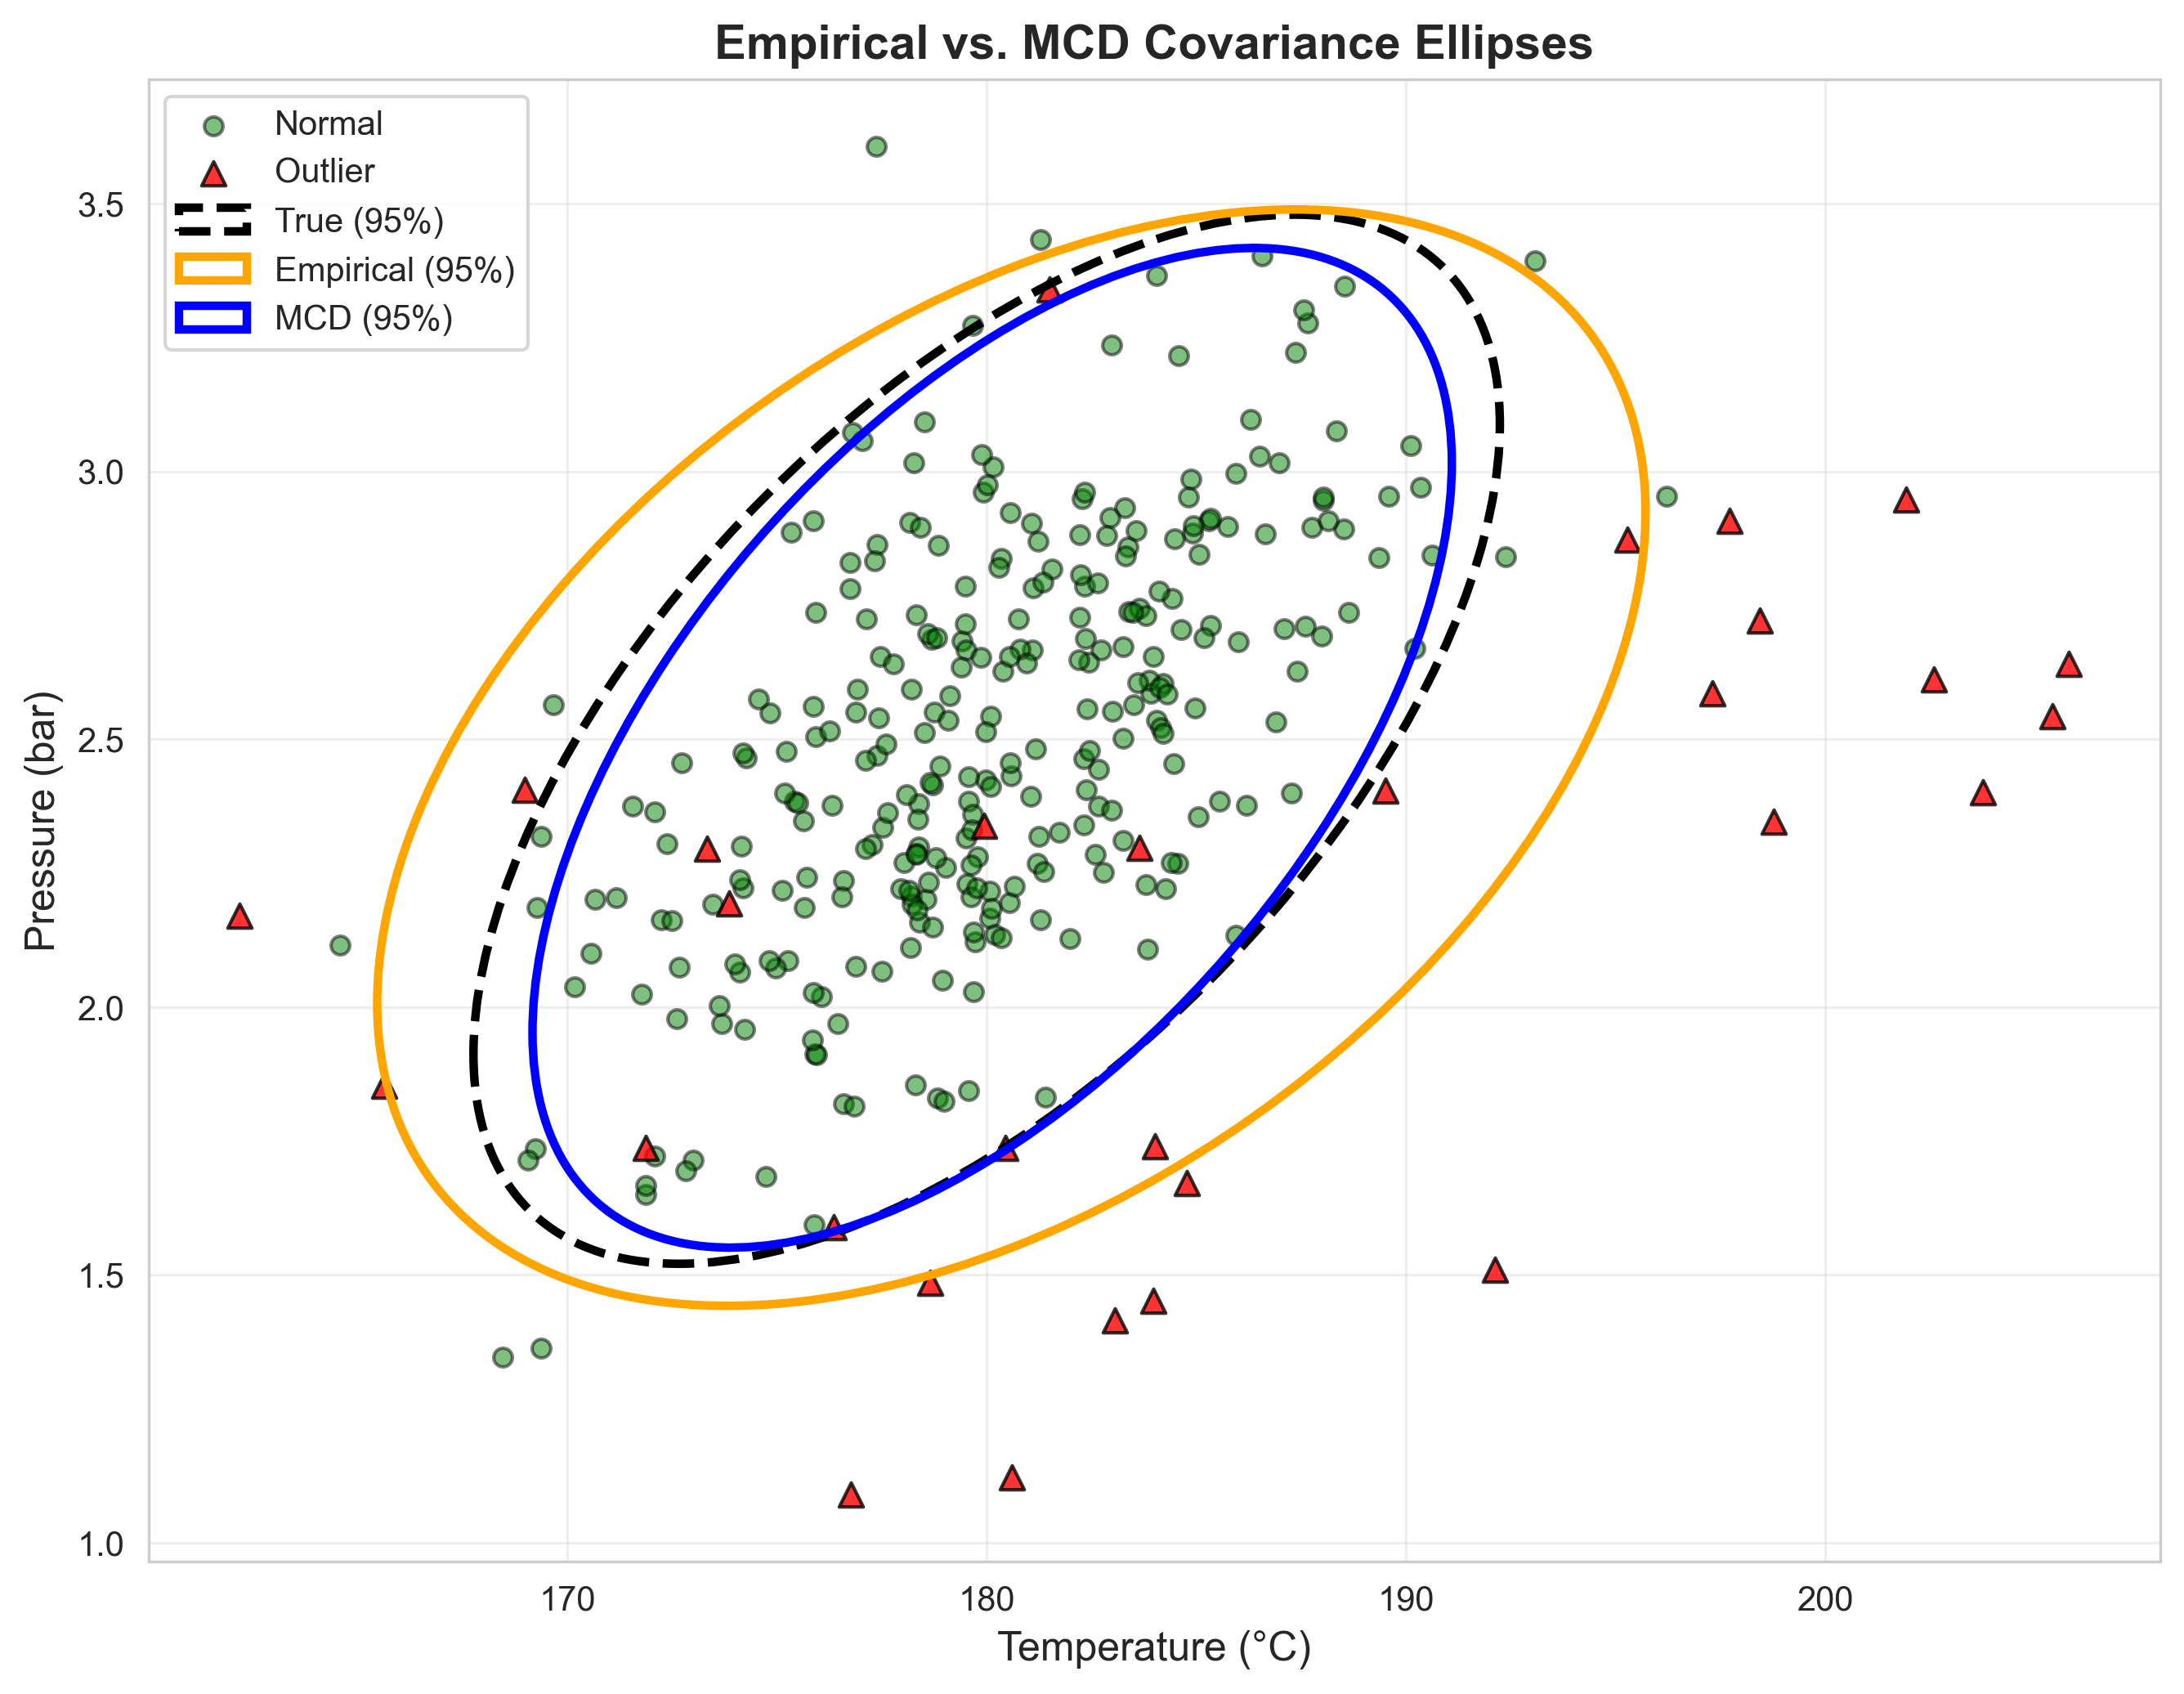 Empirical vs. MCD Covariance Ellipses
Normal
Outlier
True (95%)
Empirical (95%)
MCD (95%)
3.5
3.0
2.5
2.0
1.5
1.0
Pressure (bar)
170 180 190 200
Temperature (°C)